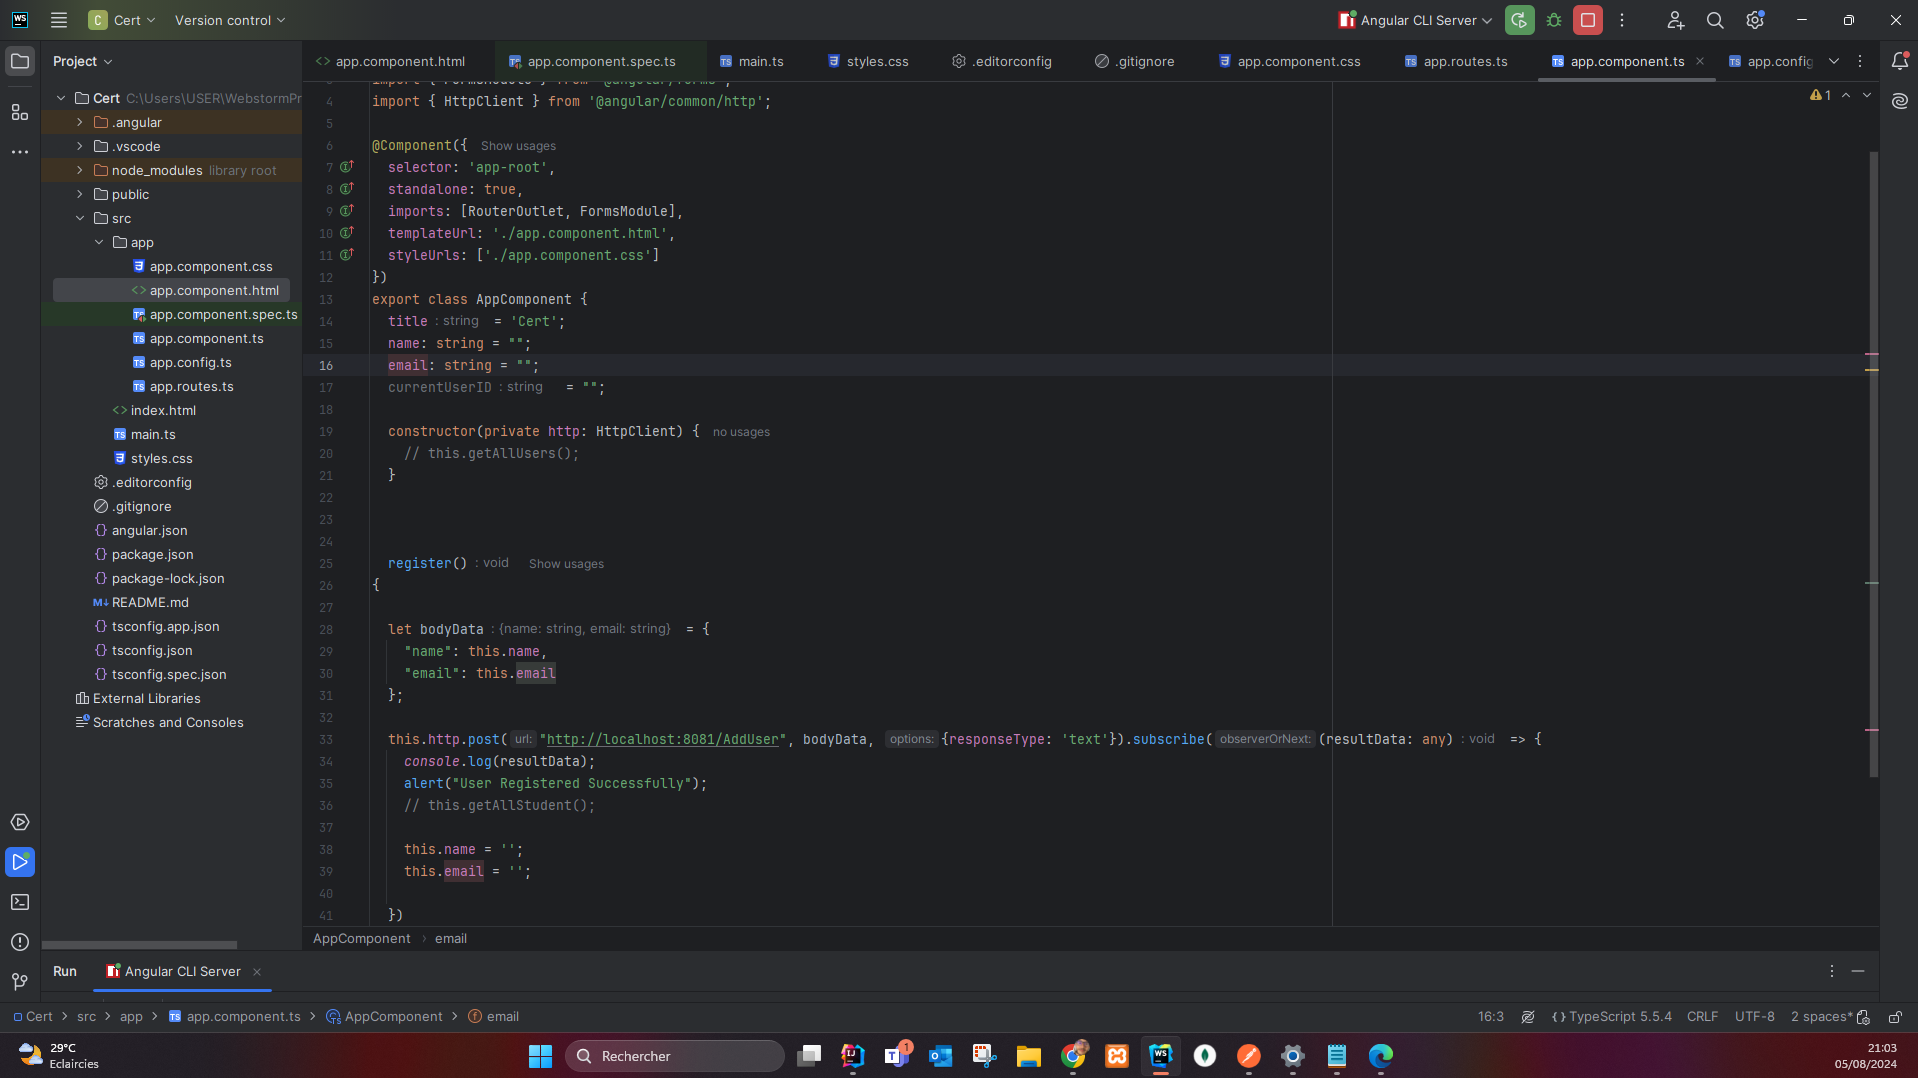 WS
C Cert
Version control
Angular CLI Server
Project
app.component.html
app.component.spec.ts
main.ts
styles.css
.editorconfig
.gitignore
app.component.css
app.routes.ts
app.component.ts
app.config
Cert C:\Users\USER\WebstormPr
.angular
.vscode
node_modules library root
public
src
app
app.component.css
app.component.html
app.component.spec.ts
app.component.ts
app.config.ts
app.routes.ts
index.html
main.ts
styles.css
.editorconfig
.gitignore
angular.json
package.json
package-lock.json
README.md
tsconfig.app.json
tsconfig.json
tsconfig.spec.json
External Libraries
Scratches and Consoles
1
4 import { HttpClient } from '@angular/common/http';
5
6 @Component({ Show usages
7 selector: 'app-root',
8 standalone: true,
9 imports: [RouterOutlet, FormsModule],
10 templateUrl: './app.component.html',
11 styleUrls: ['./app.component.css']
12 })
13 export class AppComponent {
14 title : string = 'Cert';
15 name: string = "";
16 email: string = "";
17 currentUserID : string = "";
18
19 constructor(private http: HttpClient) { no usages
20 // this.getAllUsers();
21 }
22
23
24
25 register() : void Show usages
26 {
27
28 let bodyData : {name: string, email: string} = {
29 "name": this.name,
30 "email": this.email
31 };
32
33 this.http.post( url: "http://localhost:8081/AddUser", bodyData, options: {responseType: 'text'}).subscribe( observerOrNext: (resultData: any) : void => {
34 console.log(resultData);
35 alert("User Registered Successfully");
36 // this.getAllStudent();
37
38 this.name = '';
39 this.email = '';
40
41 })
AppComponent › email
Run
Angular CLI Server
Cert > src > app > app.component.ts > AppComponent > email
16:3
TypeScript 5.5.4
CRLF
UTF-8
2 spaces*
29°C
Eclaircies
Rechercher
1
21:03
05/08/2024